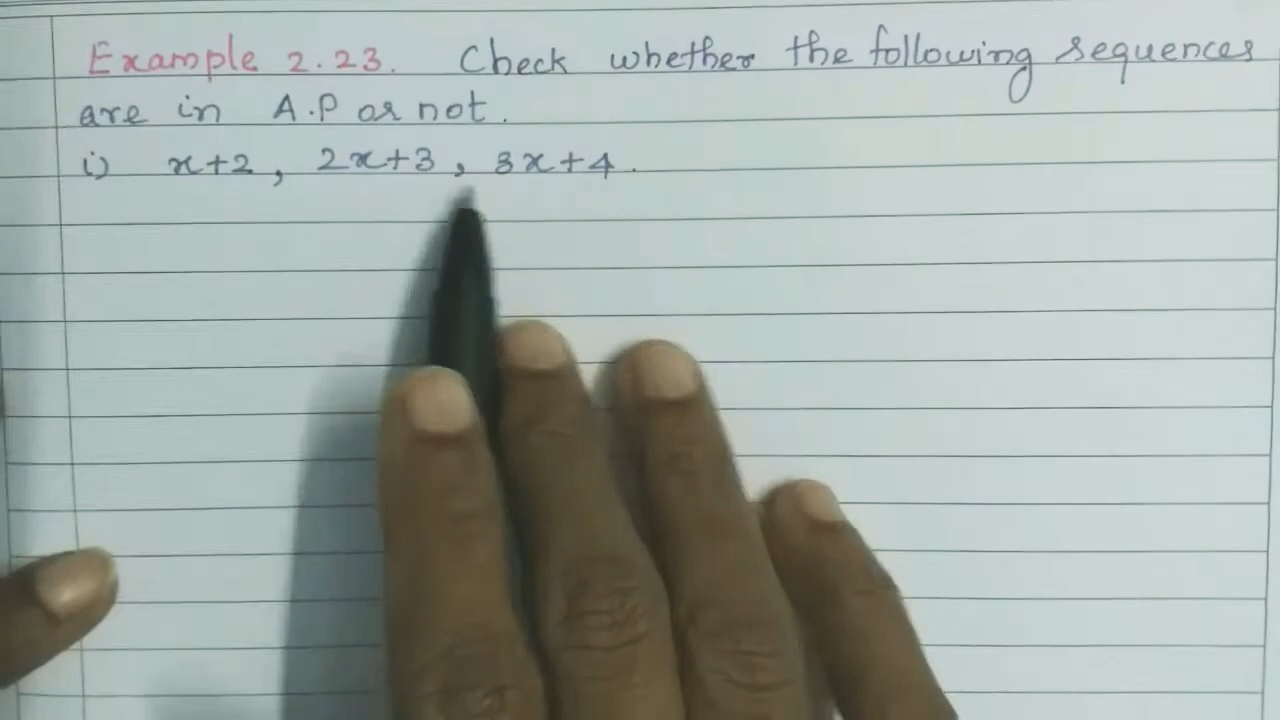 Example 2.23. Check whether the following sequences
are in A.P or not.
i) x+2, 2x+3, 3x+4.